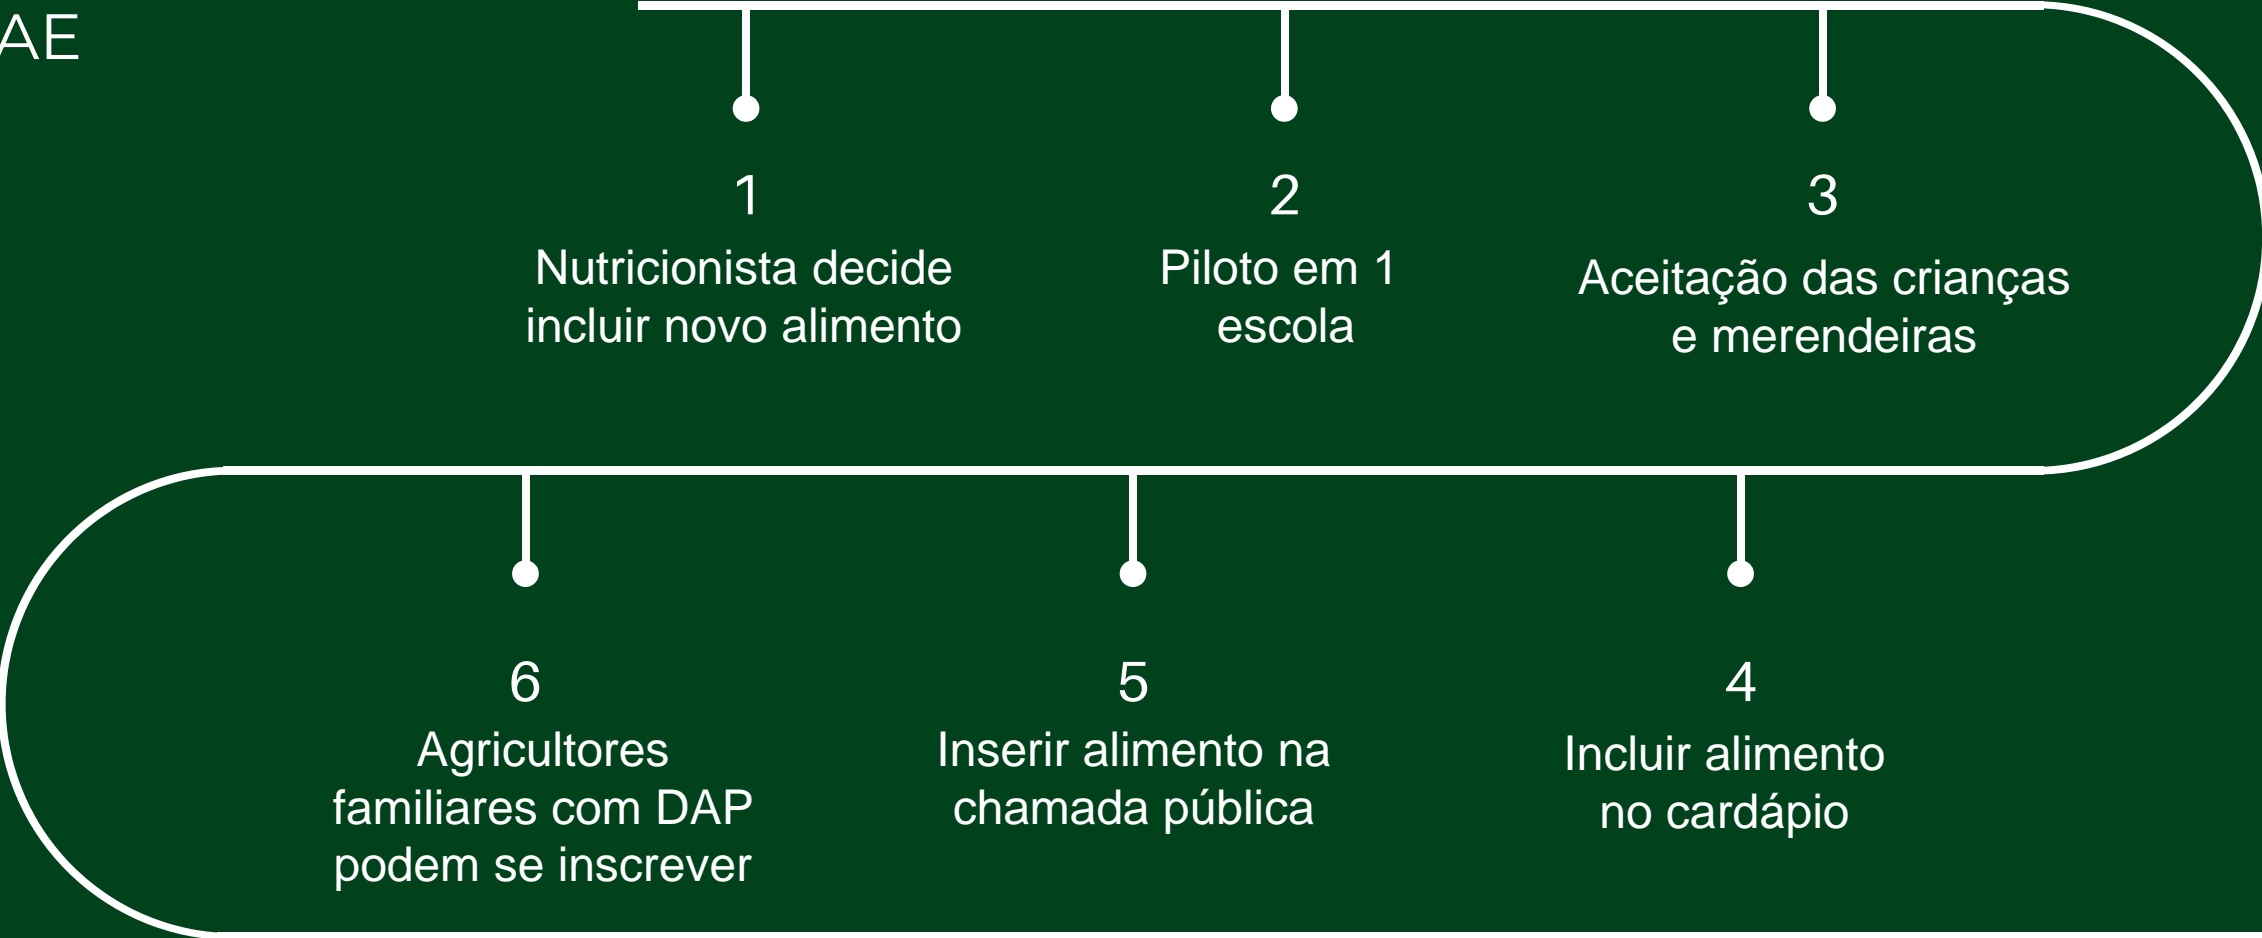 AE
1
Nutricionista decide
incluir novo alimento
2
Piloto em 1
escola
3
Aceitação das crianças
e merendeiras
4
Incluir alimento
no cardápio
5
Inserir alimento na
chamada pública
6
Agricultores
familiares com DAP
podem se inscrever